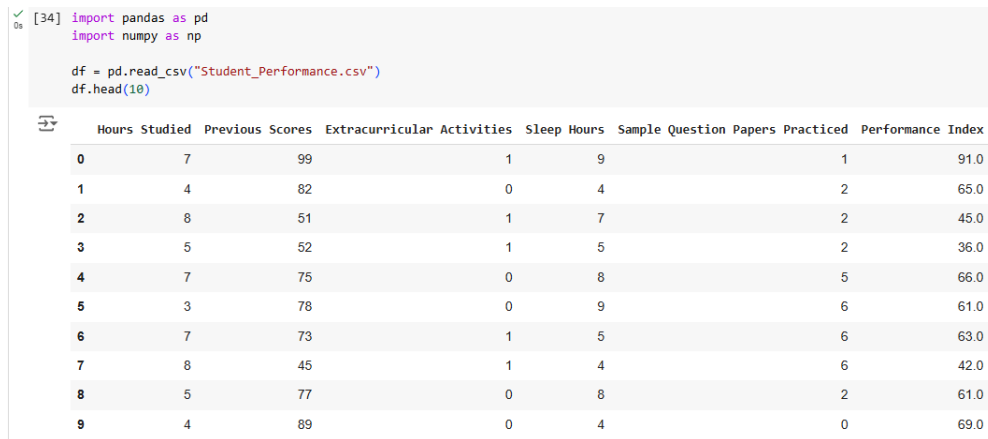 [34] import pandas as pd
import numpy as np
df = pd.read_csv("Student_Performance.csv")
df.head(10)
0s
Hours Studied Previous Scores Extracurricular Activities Sleep Hours Sample Question Papers Practiced Performance Index
0 7 99 1 9 1 91.0
1 4 82 0 4 2 65.0
2 8 51 1 7 2 45.0
3 5 52 1 5 2 36.0
4 7 75 0 8 5 66.0
5 3 78 0 9 6 61.0
6 7 73 1 5 6 63.0
7 8 45 1 4 6 42.0
8 5 77 0 8 2 61.0
9 4 89 0 4 0 69.0